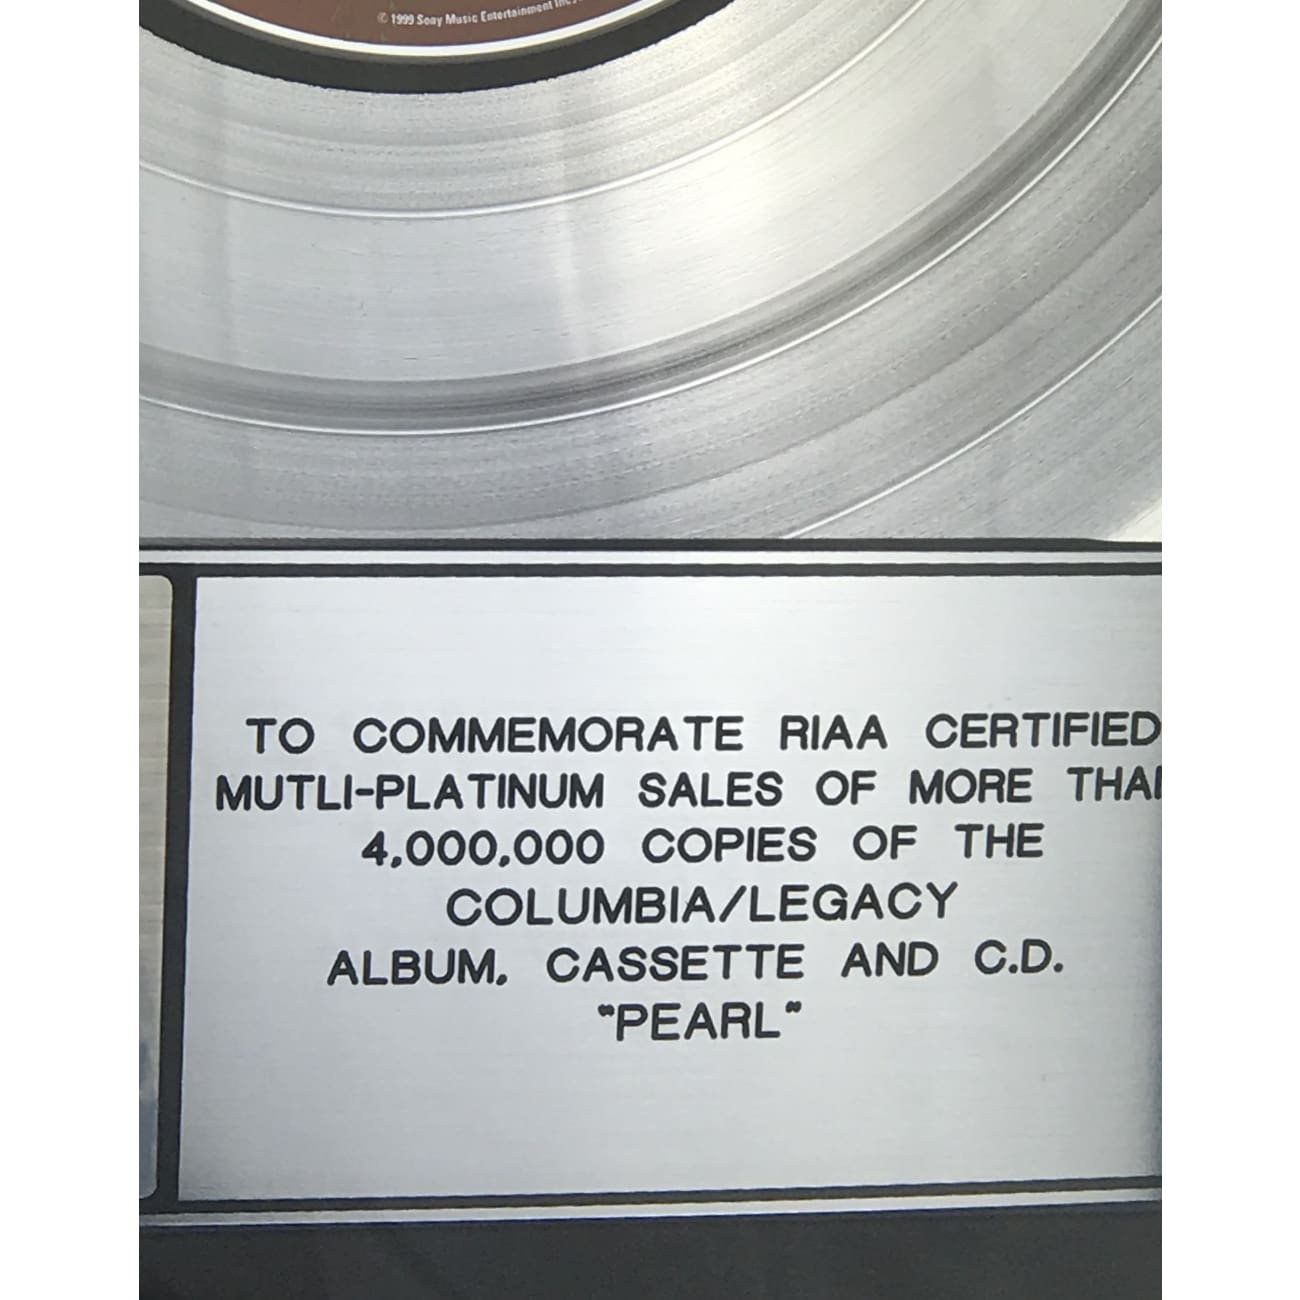 ℗ 1999 Sony Music Entertainment Inc.
TO COMMEMORATE RIAA CERTIFIED
MUTLI-PLATINUM SALES OF MORE THA
4,000,000 COPIES OF THE
COLUMBIA/LEGACY
ALBUM, CASSETTE AND C.D.
"PEARL"